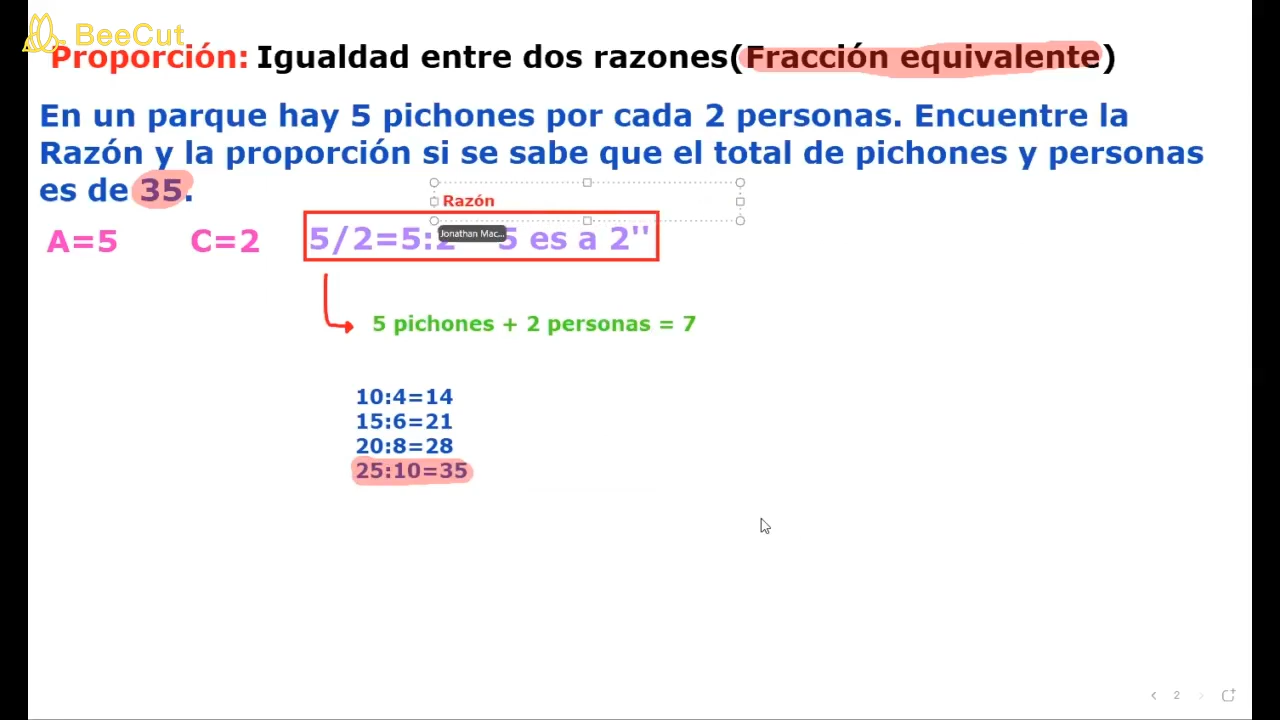 BeeCut
Proporción: Igualdad entre dos razones(Fracción equivalente)
En un parque hay 5 pichones por cada 2 personas. Encuentre la
Razón y la proporción si se sabe que el total de pichones y personas
es de 35.
Razón
A=5 C=2 5/2=5:2 5 es a 2''
Jonathan Mac...
5 pichones + 2 personas = 7
10:4=14
15:6=21
20:8=28
25:10=35
2